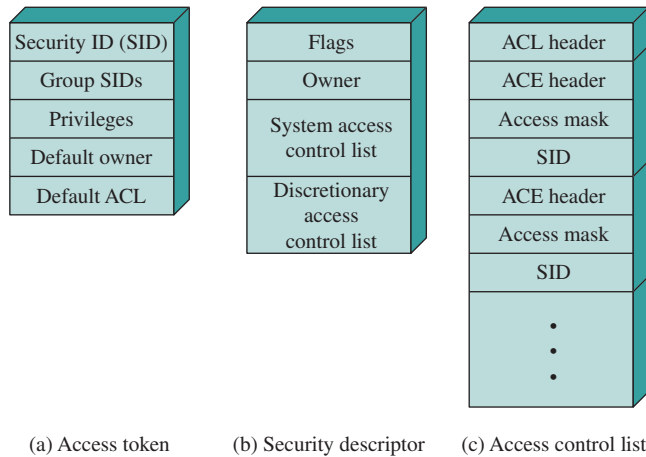 Security ID (SID)
Group SIDs
Privileges
Default owner
Default ACL
(a) Access token
Flags
Owner
System access
control list
Discretionary
access
control list
(b) Security descriptor
ACL header
ACE header
Access mask
SID
ACE header
Access mask
SID
(c) Access control list